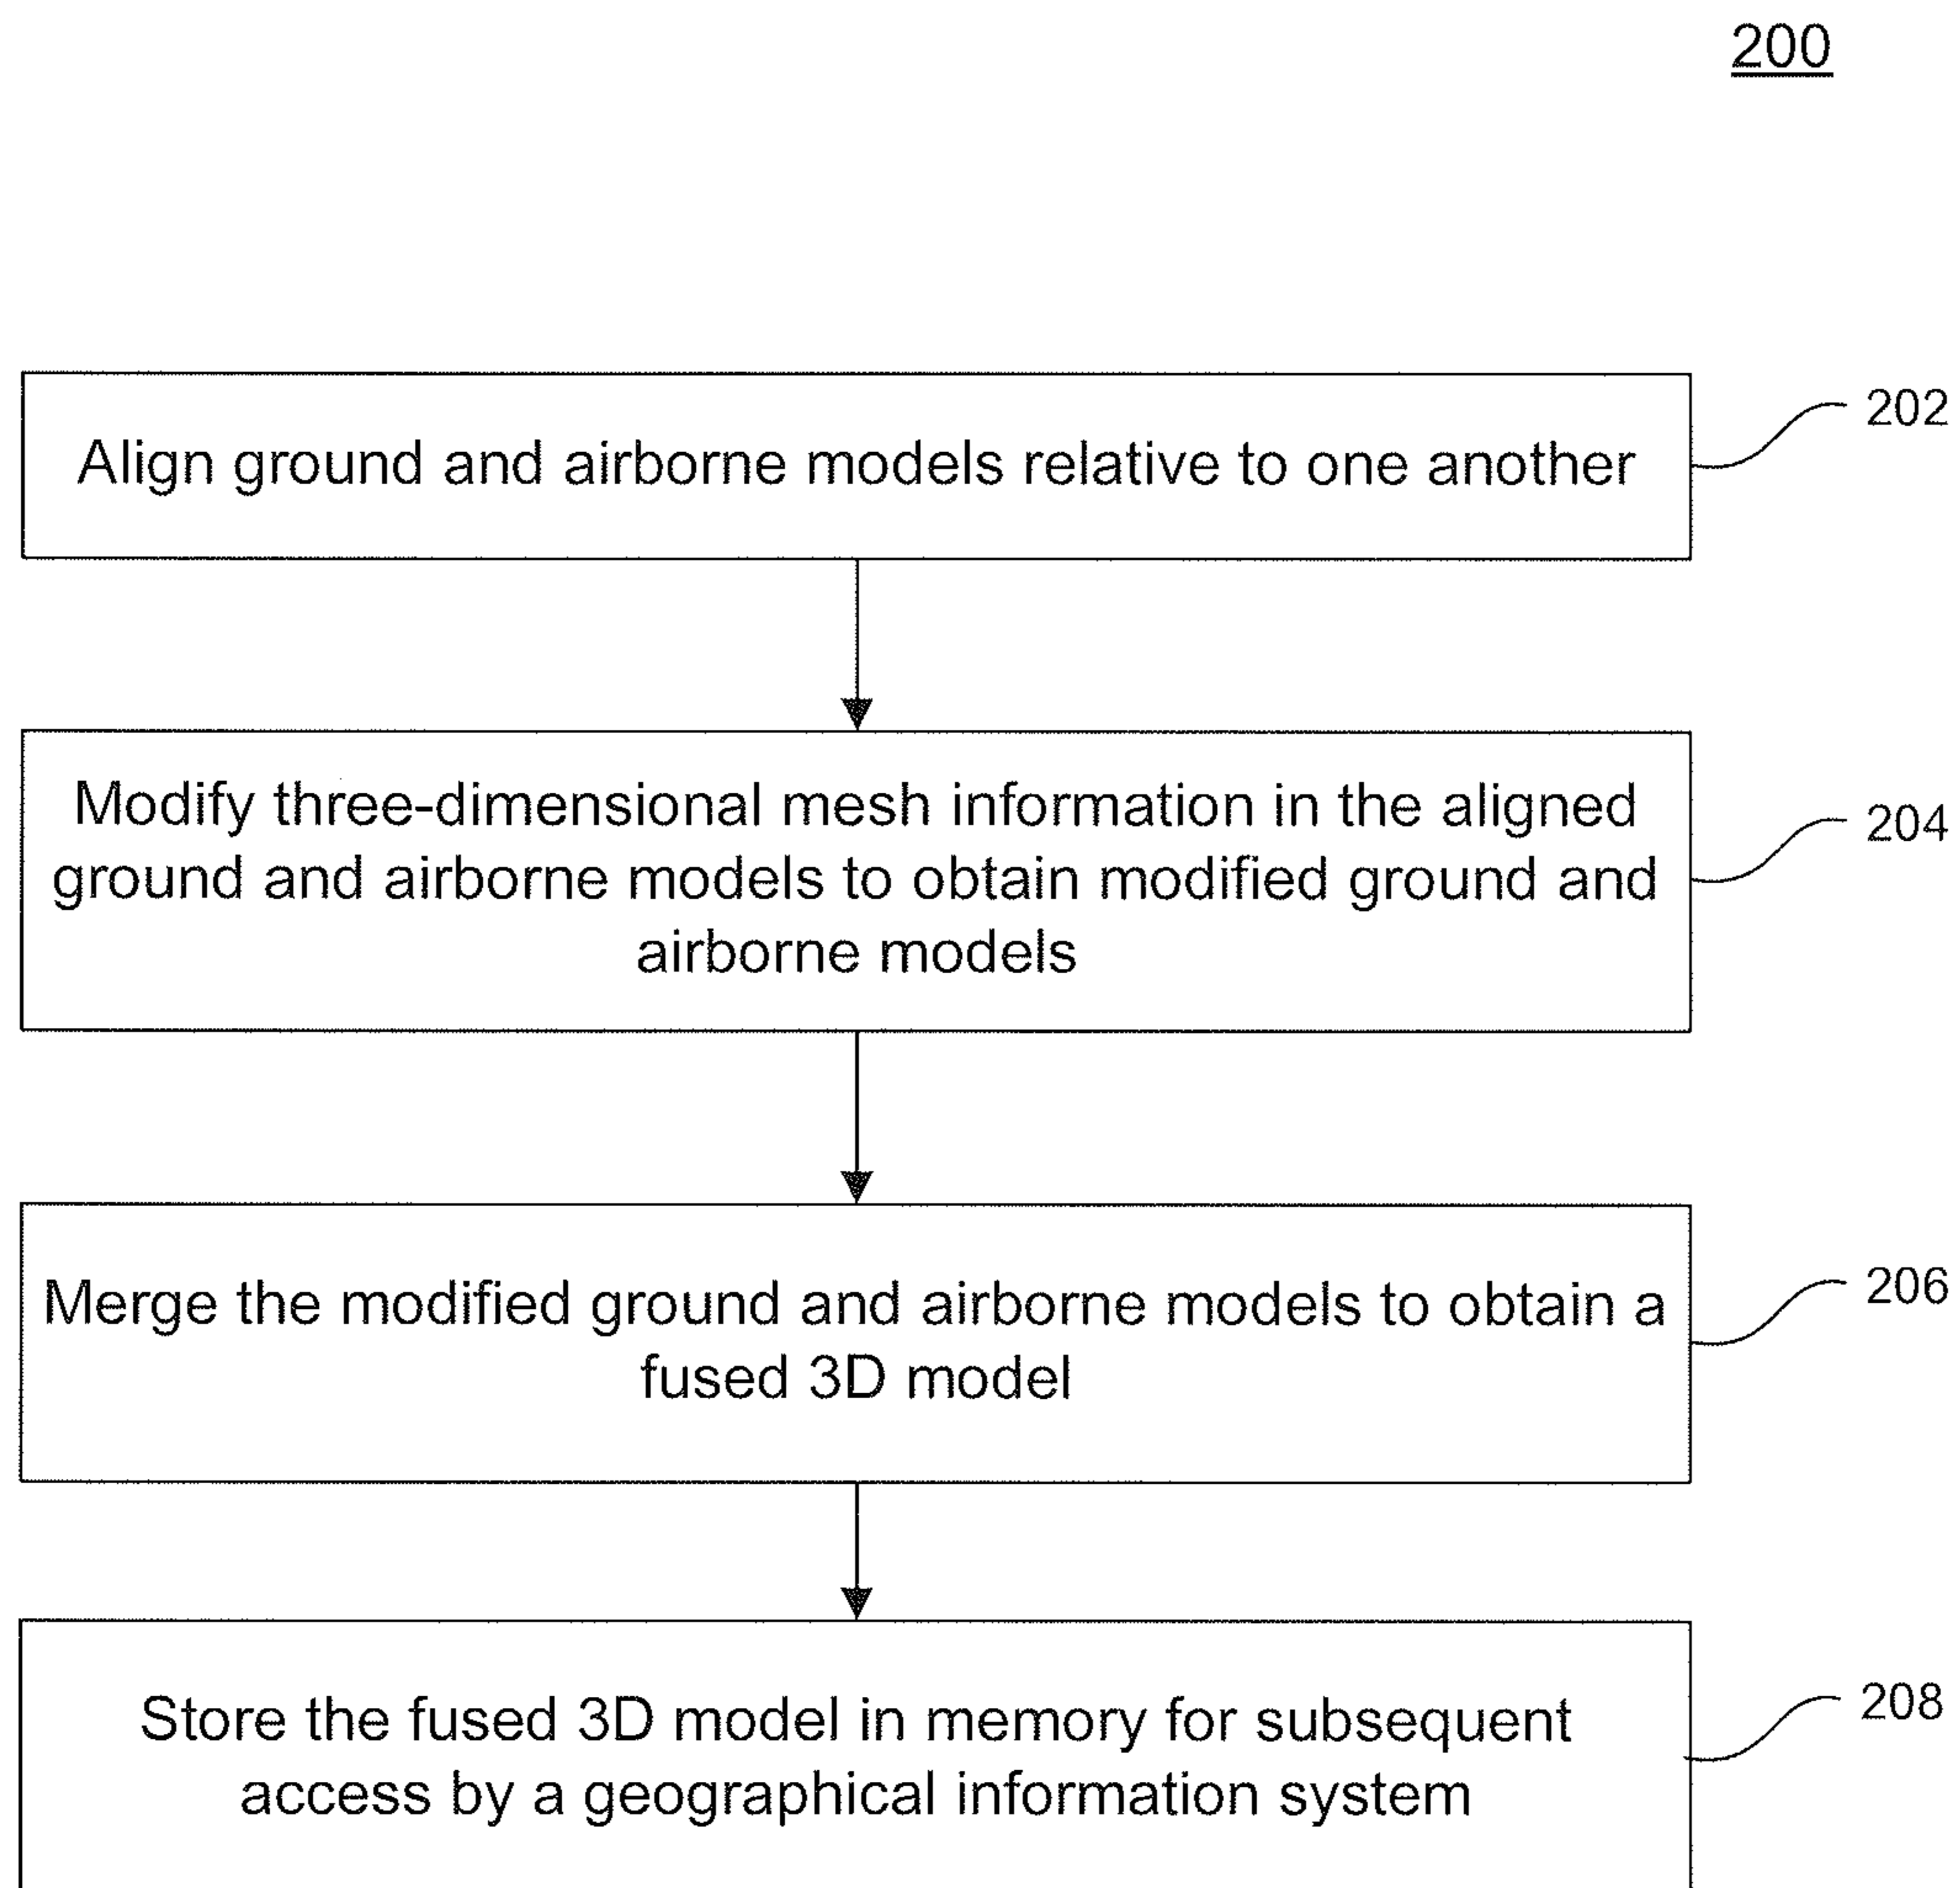 200
Align ground and airborne models relative to one another
202
Modify three-dimensional mesh information in the aligned
ground and airborne models to obtain modified ground and
airborne models
204
Merge the modified ground and airborne models to obtain a
fused 3D model
206
Store the fused 3D model in memory for subsequent
access by a geographical information system
208